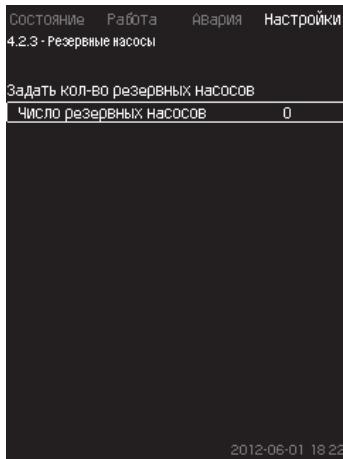 Состояние Работа Авария Настройки
4.2.3 - Резервные насосы
Задать кол-во резервных насосов
Число резервных насосов 0
2012-06-01 18:22